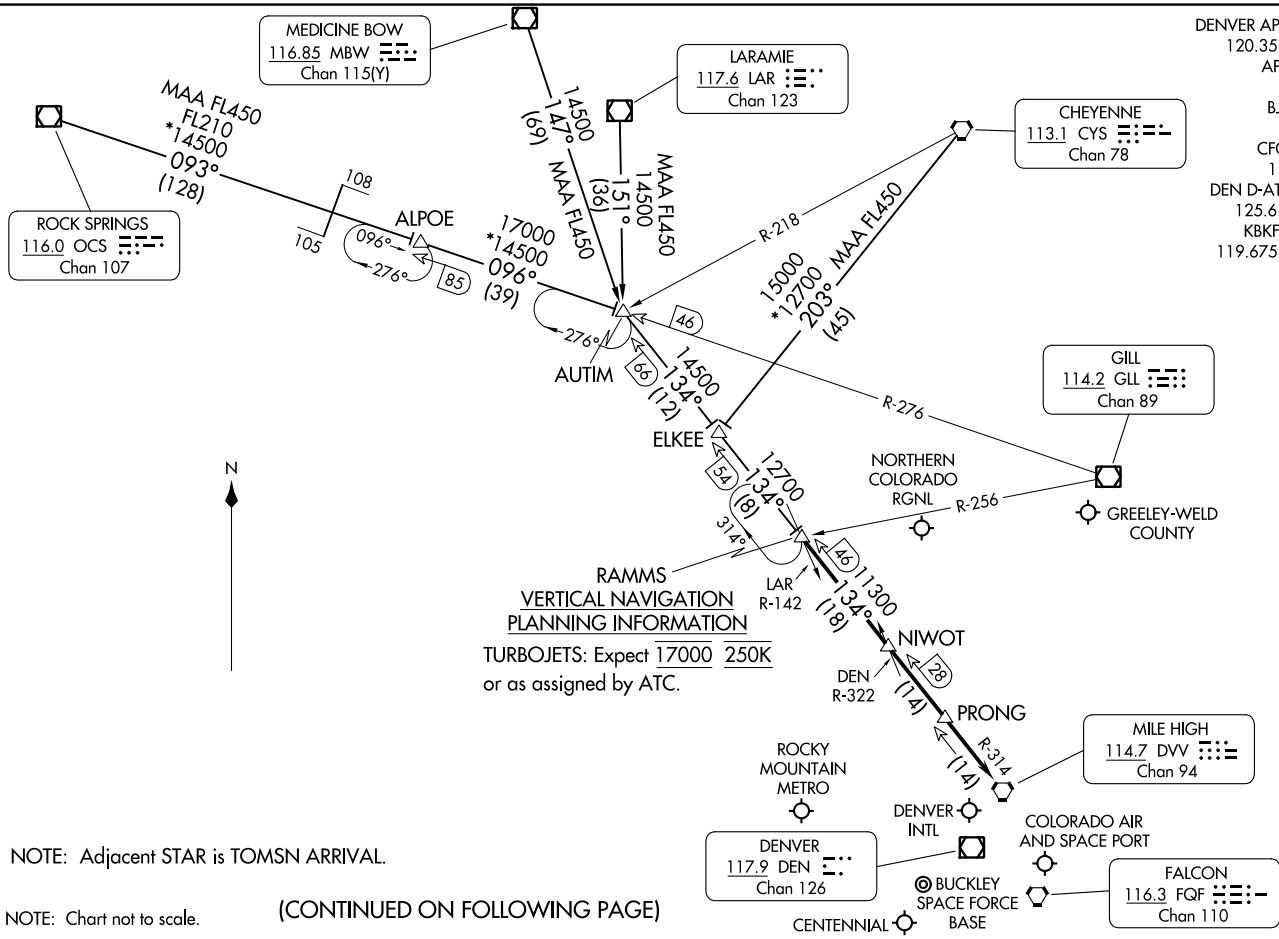 MEDICINE BOW
116.85 MBW
Chan 115(Y)
LARAMIE
117.6 LAR
Chan 123
CHEYENNE
113.1 CYS
Chan 78
DENVER AP
120.35
AP
BJ
CFO
1
DEN D-AT
125.6
KBKF
119.675
MAA FL450
FL210
*14500
093°
(128)
ROCK SPRINGS
116.0 OCS
Chan 107
108
105
ALPOE
096°
276°
85
17000
*14500
096°
(39)
14500
147°
(69)
MAA FL450
MAA FL450
14500
151°
(36)
R-218
MAA FL450
15000
*12700
203°
(45)
276°
AUTIM
46
66
14500
134°
(12)
R-276
GILL
114.2 GLL
Chan 89
ELKEE
54
12700
134°
(8)
314°
NORTHERN
COLORADO
RGNL
R-256
GREELEY-WELD
COUNTY
N
RAMMS
VERTICAL NAVIGATION
PLANNING INFORMATION
TURBOJETS: Expect 17000 250K
or as assigned by ATC.
LAR
R-142
46
11300
134°
(18)
NIWOT
DEN
R-322
28
(14)
PRONG
R-314
(14)
MILE HIGH
114.7 DVV
Chan 94
ROCKY
MOUNTAIN
METRO
DENVER
INTL
DENVER
117.9 DEN
Chan 126
COLORADO AIR
AND SPACE PORT
BUCKLEY
SPACE FORCE
BASE
FALCON
116.3 FQF
Chan 110
CENTENNIAL
NOTE: Adjacent STAR is TOMSN ARRIVAL.
NOTE: Chart not to scale.
(CONTINUED ON FOLLOWING PAGE)